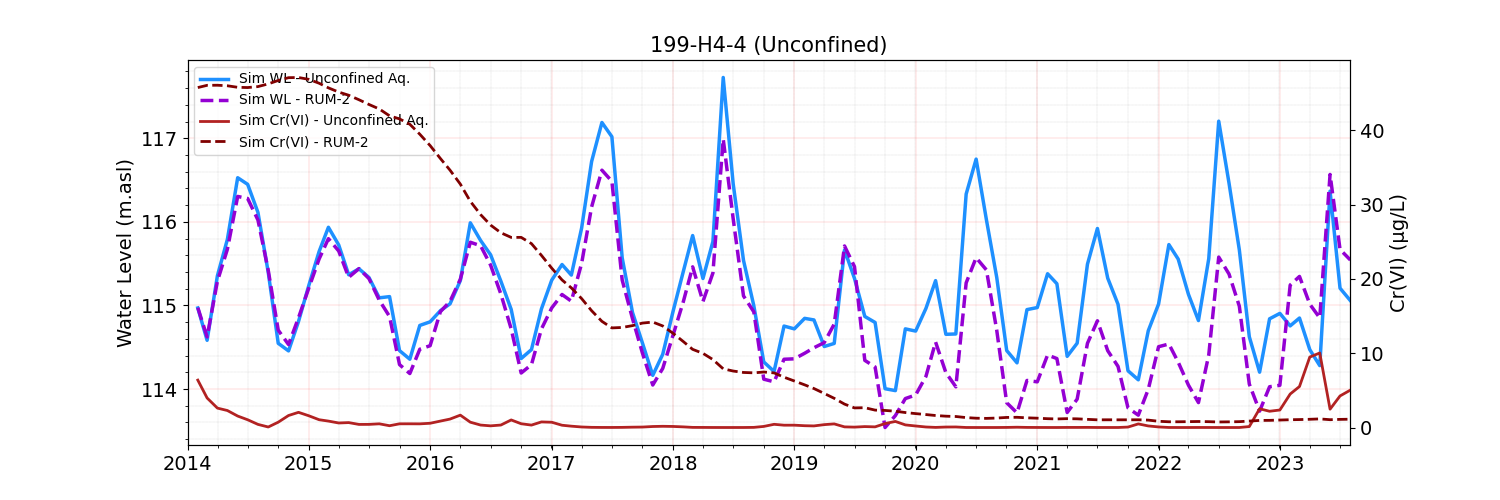 199-H4-4 (Unconfined)
Sim WL - Unconfined Aq.
Sim WL - RUM-2
Sim Cr(VI) - Unconfined Aq.
Sim Cr(VI) - RUM-2
Water Level (m.asl)
117
116
115
114
Cr(VI) (μg/L)
40
30
20
10
0
2014 2015 2016 2017 2018 2019 2020 2021 2022 2023